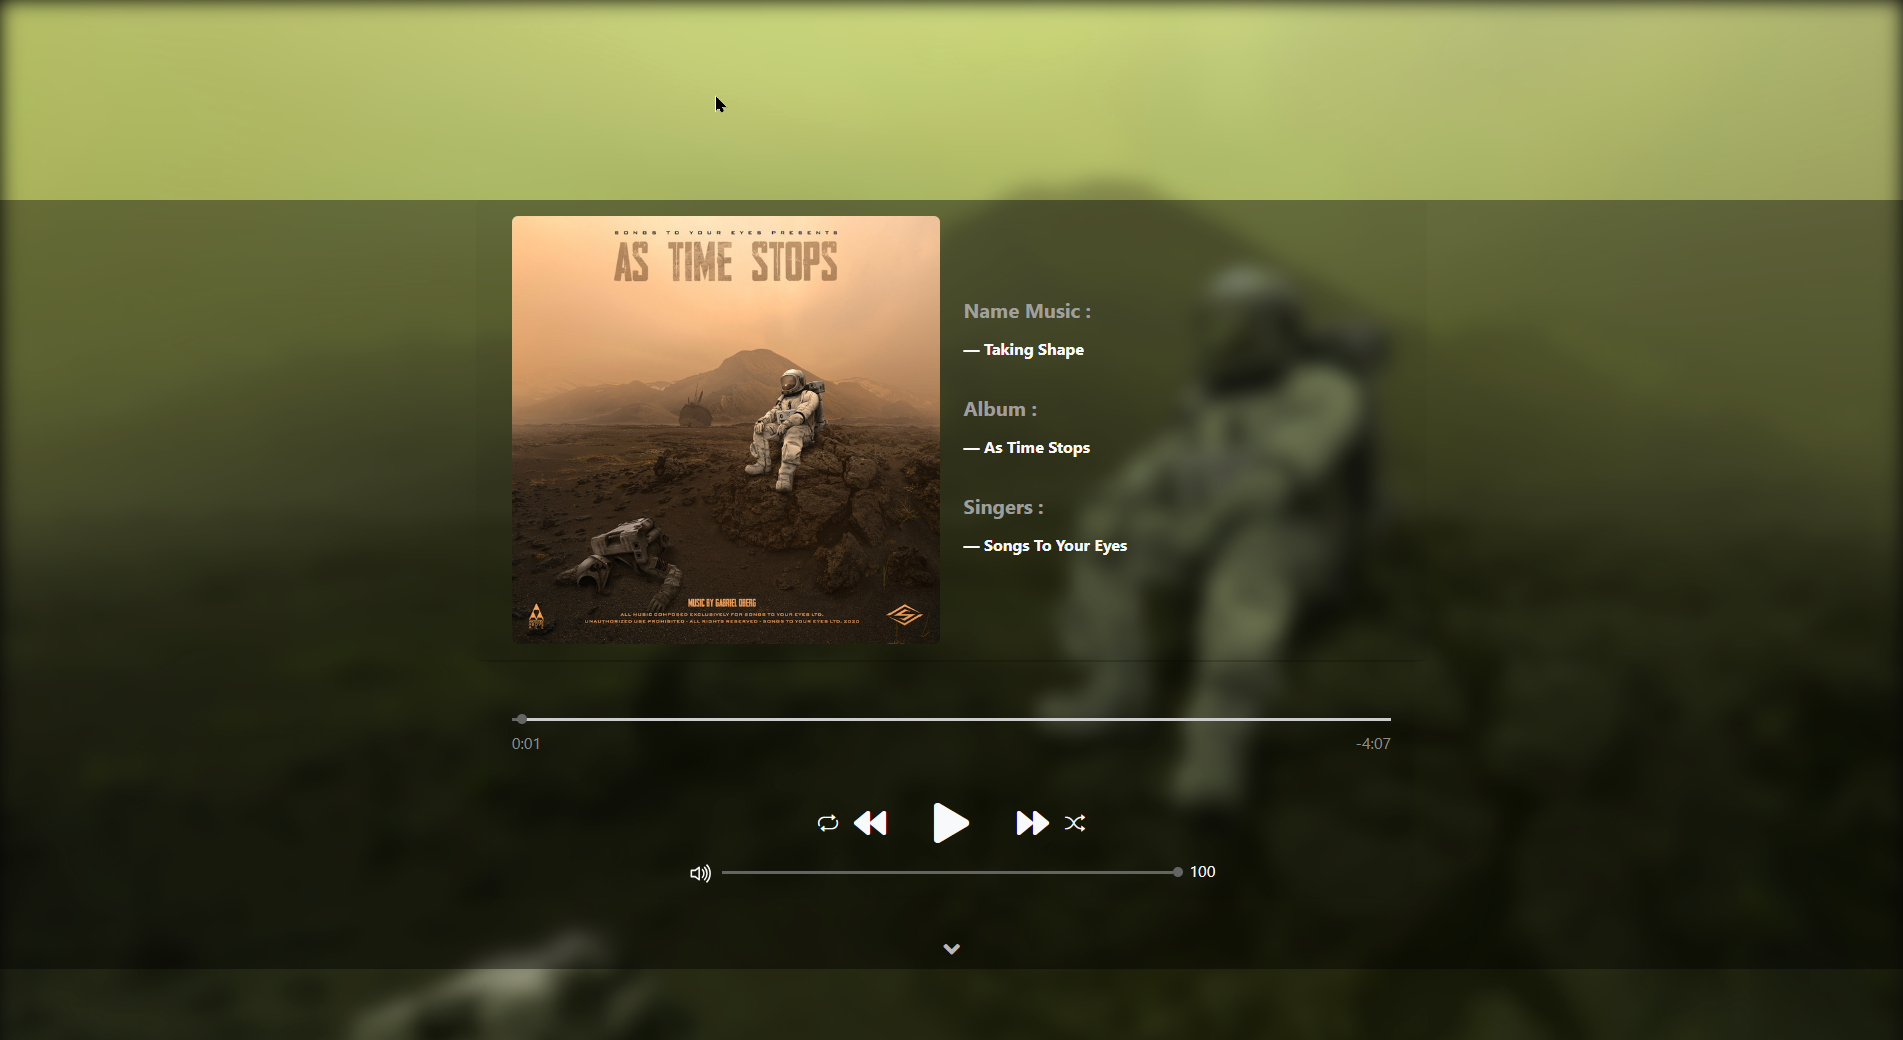 SONGS TO YOUR EYES PRESENTS
AS TIME STOPS
MUSIC BY GABRIEL OBERG
ALL MUSIC COMPOSED EXCLUSIVELY FOR SONGS TO YOUR EYES LTD.
UNAUTHORIZED USE PROHIBITED - ALL RIGHTS RESERVED - SONGS TO YOUR EYES LTD. 2020
Name Music :
— Taking Shape
Album :
— As Time Stops
Singers :
— Songs To Your Eyes
0:01
-4:07
100